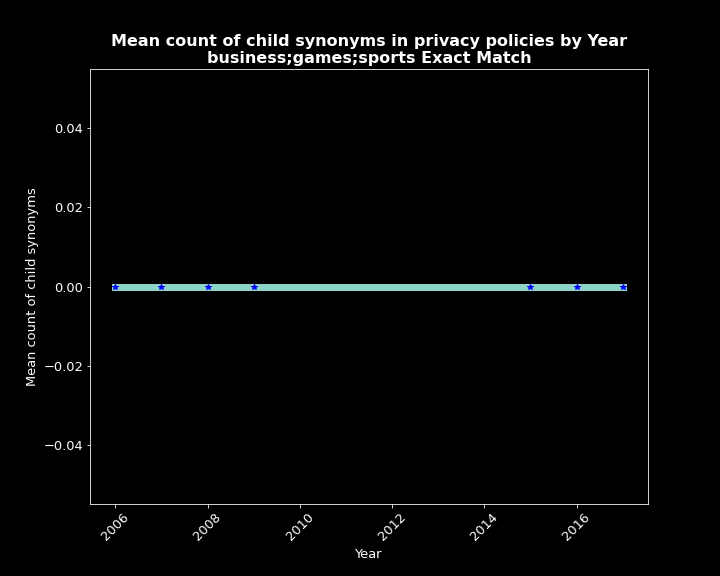 Mean count of child synonyms in privacy policies by Year
business;games;sports Exact Match
Mean count of child synonyms
0.04
0.02
0.00
−0.02
−0.04
2006
2008
2010
2012
2014
2016
Year